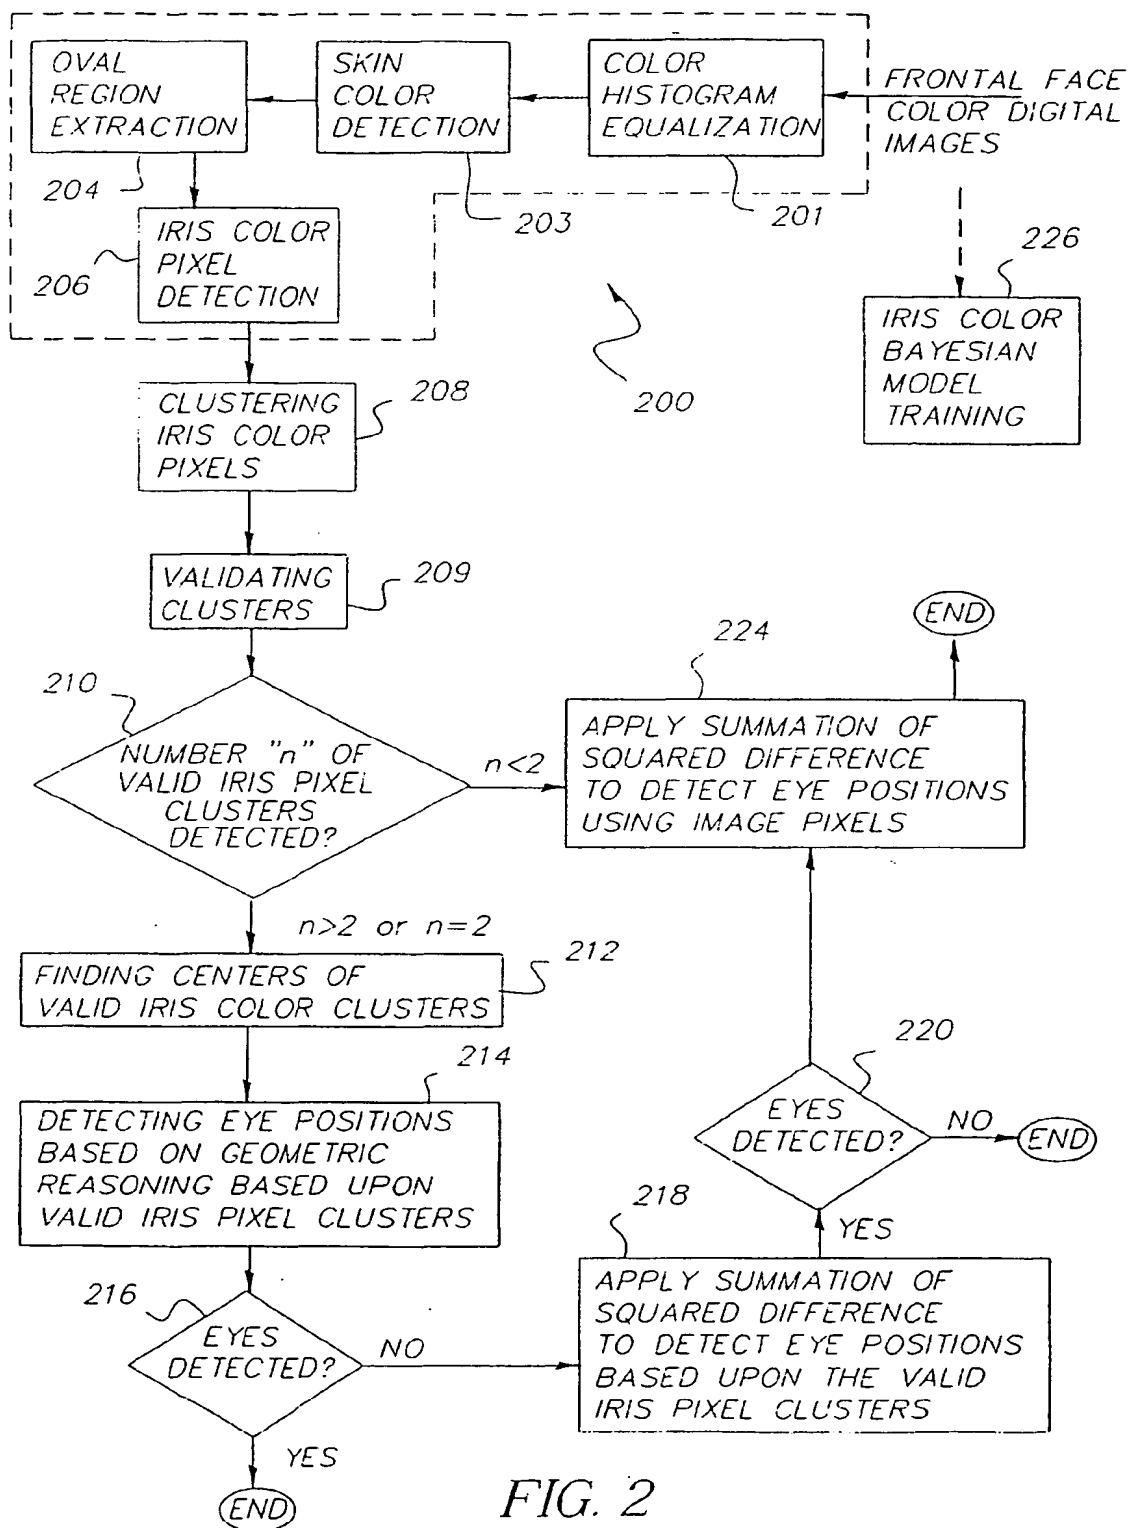 OVAL
REGION
EXTRACTION
SKIN
COLOR
DETECTION
COLOR
HISTOGRAM
EQUALIZATION
FRONTAL FACE
COLOR DIGITAL
IMAGES
204
203
201
IRIS COLOR
PIXEL
DETECTION
206
226
IRIS COLOR
BAYESIAN
MODEL
TRAINING
200
CLUSTERING
IRIS COLOR
PIXELS
208
VALIDATING
CLUSTERS
209
210
NUMBER "n" OF
VALID IRIS PIXEL
CLUSTERS
DETECTED?
n<2
224
END
APPLY SUMMATION OF
SQUARED DIFFERENCE
TO DETECT EYE POSITIONS
USING IMAGE PIXELS
n>2 or n=2
212
FINDING CENTERS OF
VALID IRIS COLOR CLUSTERS
214
DETECTING EYE POSITIONS
BASED ON GEOMETRIC
REASONING BASED UPON
VALID IRIS PIXEL CLUSTERS
220
EYES
DETECTED?
NO
END
YES
218
216
EYES
DETECTED?
NO
APPLY SUMMATION OF
SQUARED DIFFERENCE
TO DETECT EYE POSITIONS
BASED UPON THE VALID
IRIS PIXEL CLUSTERS
YES
END
FIG. 2